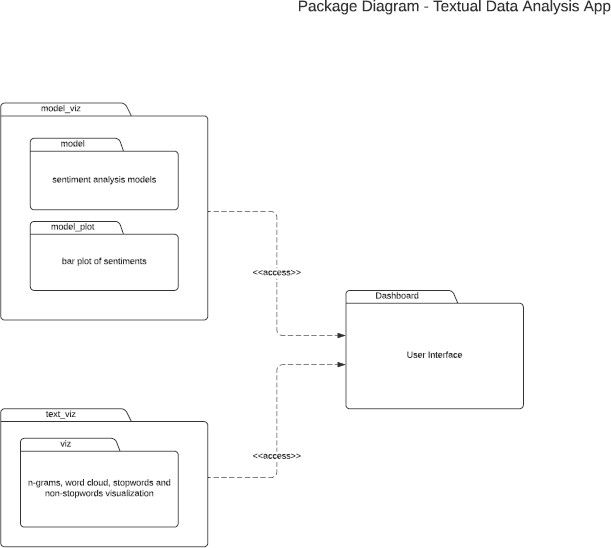 Package Diagram - Textual Data Analysis App
model_viz
model
sentiment analysis models
model_plot
bar plot of sentiments
<<access>>
Dashboard
User Interface
text_viz
viz
<<access>>
n-grams, word cloud, stopwords and
non-stopwords visualization